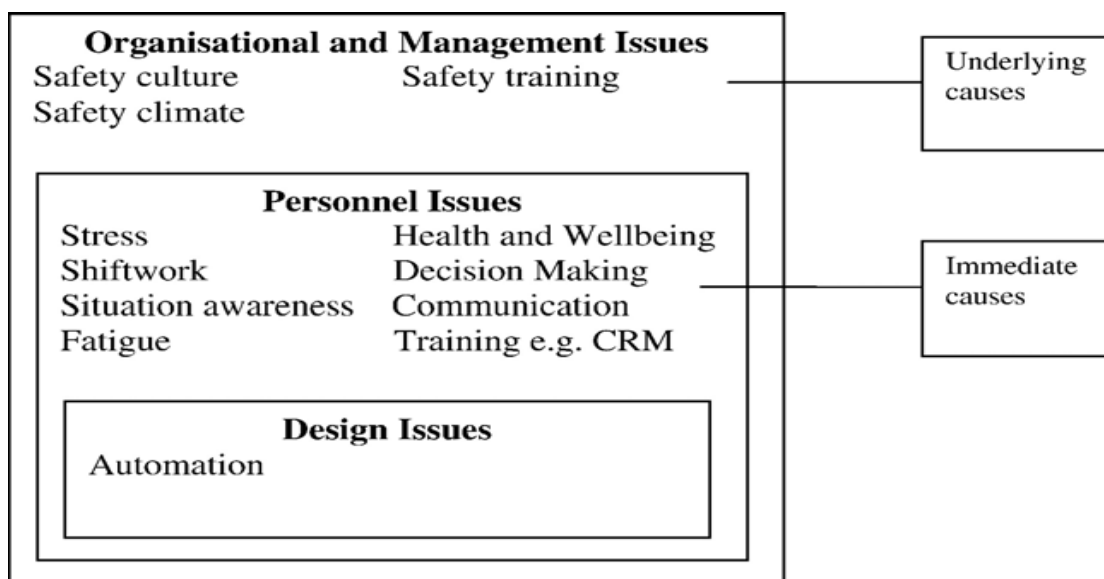 Organisational and Management Issues
Safety culture Safety training
Safety climate
Underlying
causes
Personnel Issues
Stress Health and Wellbeing
Shiftwork Decision Making
Situation awareness Communication
Fatigue Training e.g. CRM
Immediate
causes
Design Issues
Automation